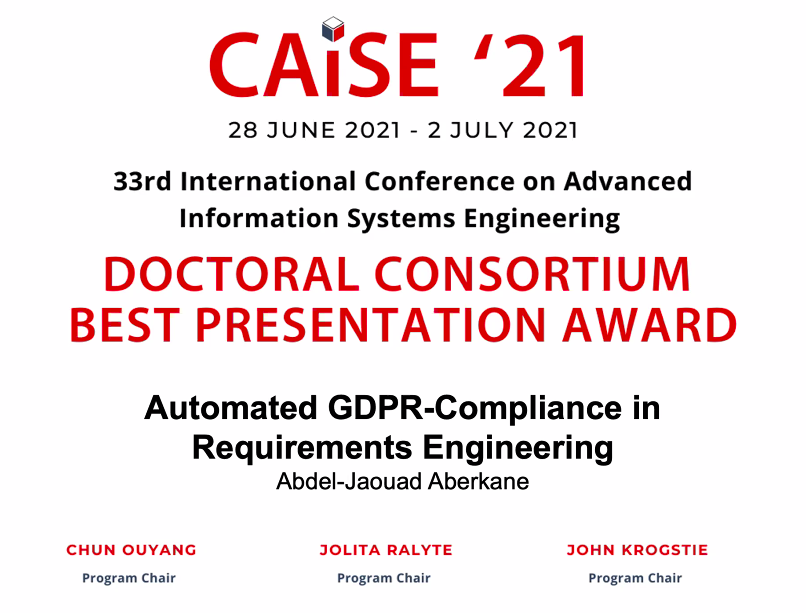 CAiSE ‘21
28 JUNE 2021 - 2 JULY 2021
33rd International Conference on Advanced
Information Systems Engineering
DOCTORAL CONSORTIUM
BEST PRESENTATION AWARD
Automated GDPR-Compliance in
Requirements Engineering
Abdel-Jaouad Aberkane
CHUN OUYANG
Program Chair
JOLITA RALYTE
Program Chair
JOHN KROGSTIE
Program Chair